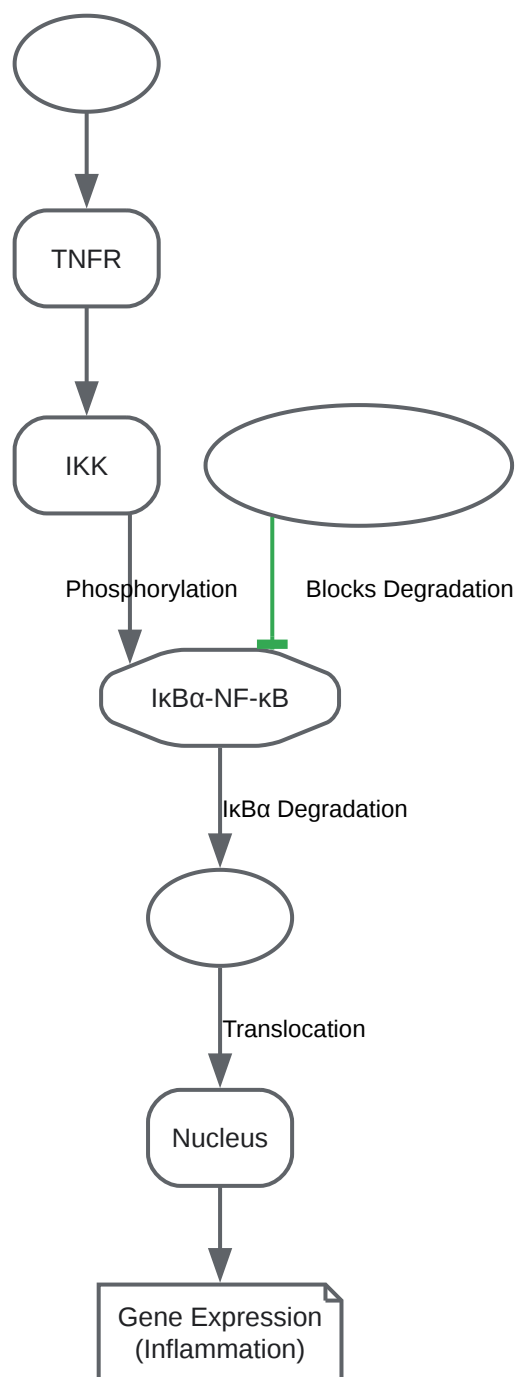 TNFR
IKK
Phosphorylation
Blocks Degradation
IκBα-NF-κB
IκBα Degradation
Translocation
Nucleus
Gene Expression
(Inflammation)